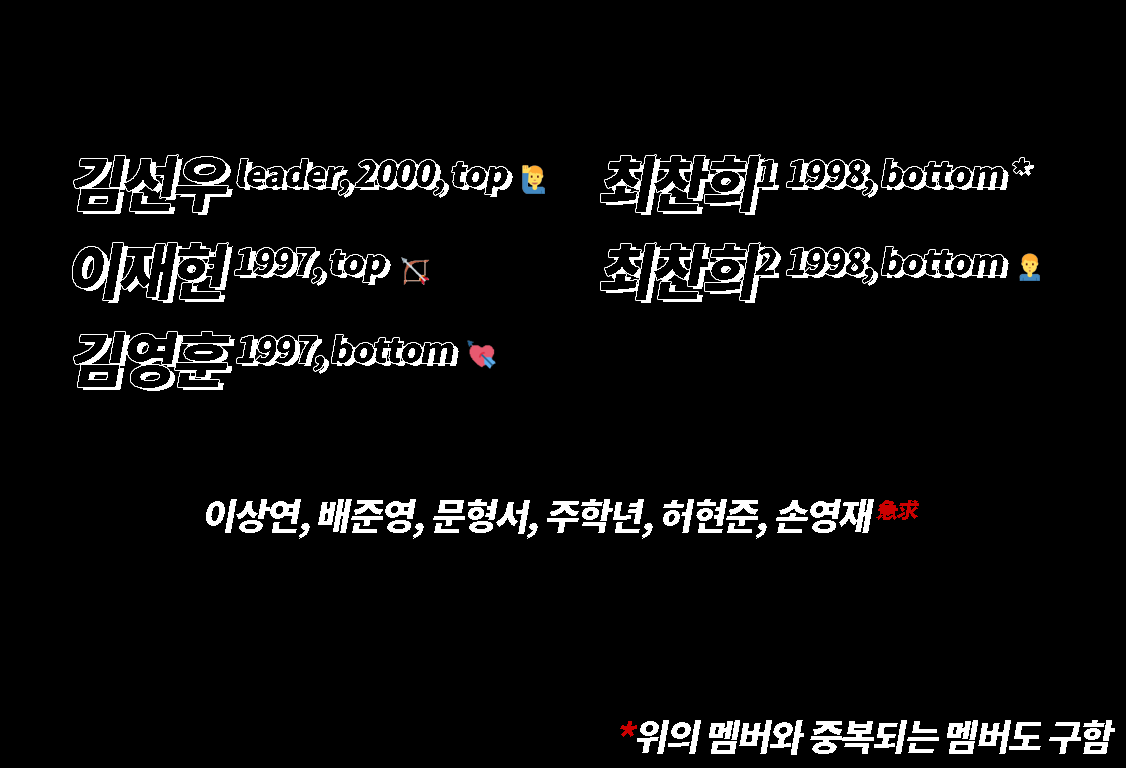 김선우 leader, 2000, top 🙋‍♂️
이재현 1997, top 🏹
김영훈 1997, bottom 💘
최찬희1 1998, bottom *
최찬희2 1998, bottom 🙎‍♂️
이상연, 배준영, 문형서, 주학년, 허현준, 손영재 急求
*위의 멤버와 중복되는 멤버도 구함